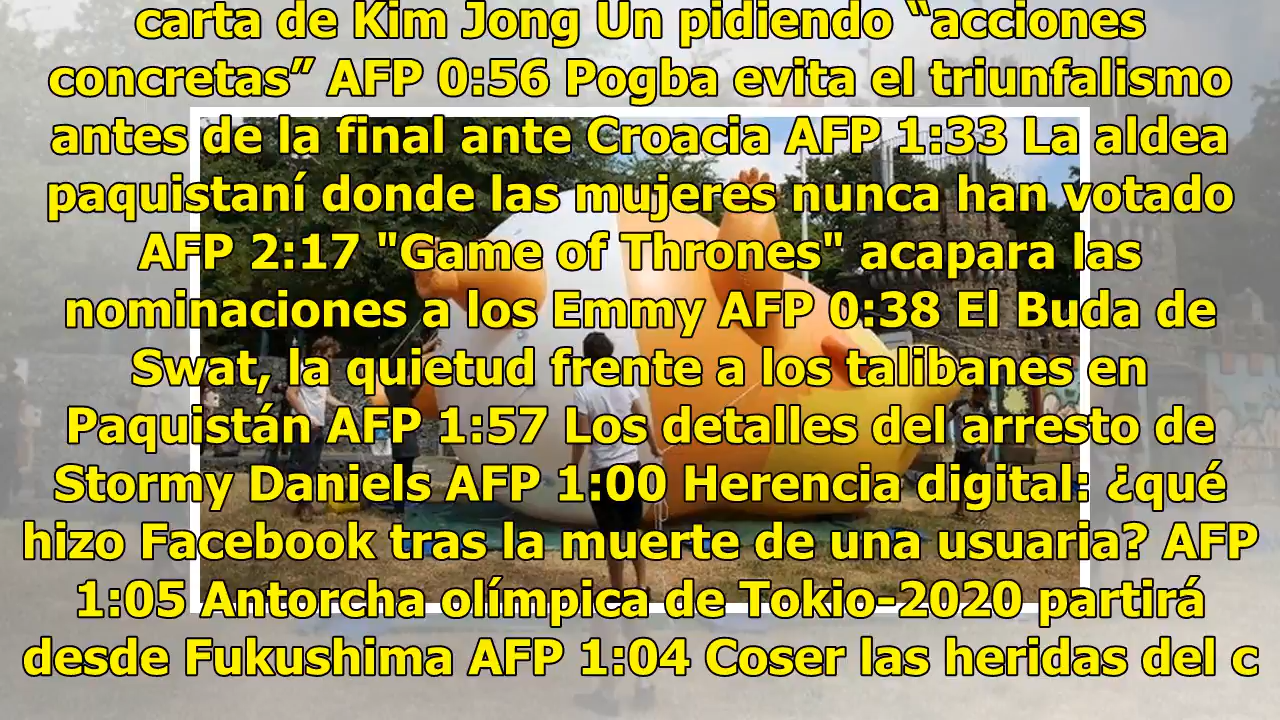 carta de Kim Jong Un pidiendo “acciones
concretas” AFP 0:56 Pogba evita el triunfalismo
antes de la final ante Croacia AFP 1:33 La aldea
paquistaní donde las mujeres nunca han votado
AFP 2:17 "Game of Thrones" acapara las
nominaciones a los Emmy AFP 0:38 El Buda de
Swat, la quietud frente a los talibanes en
Paquistán AFP 1:57 Los detalles del arresto de
Stormy Daniels AFP 1:00 Herencia digital: ¿qué
hizo Facebook tras la muerte de una usuaria? AFP
1:05 Antorcha olímpica de Tokio-2020 partirá
desde Fukushima AFP 1:04 Coser las heridas del c